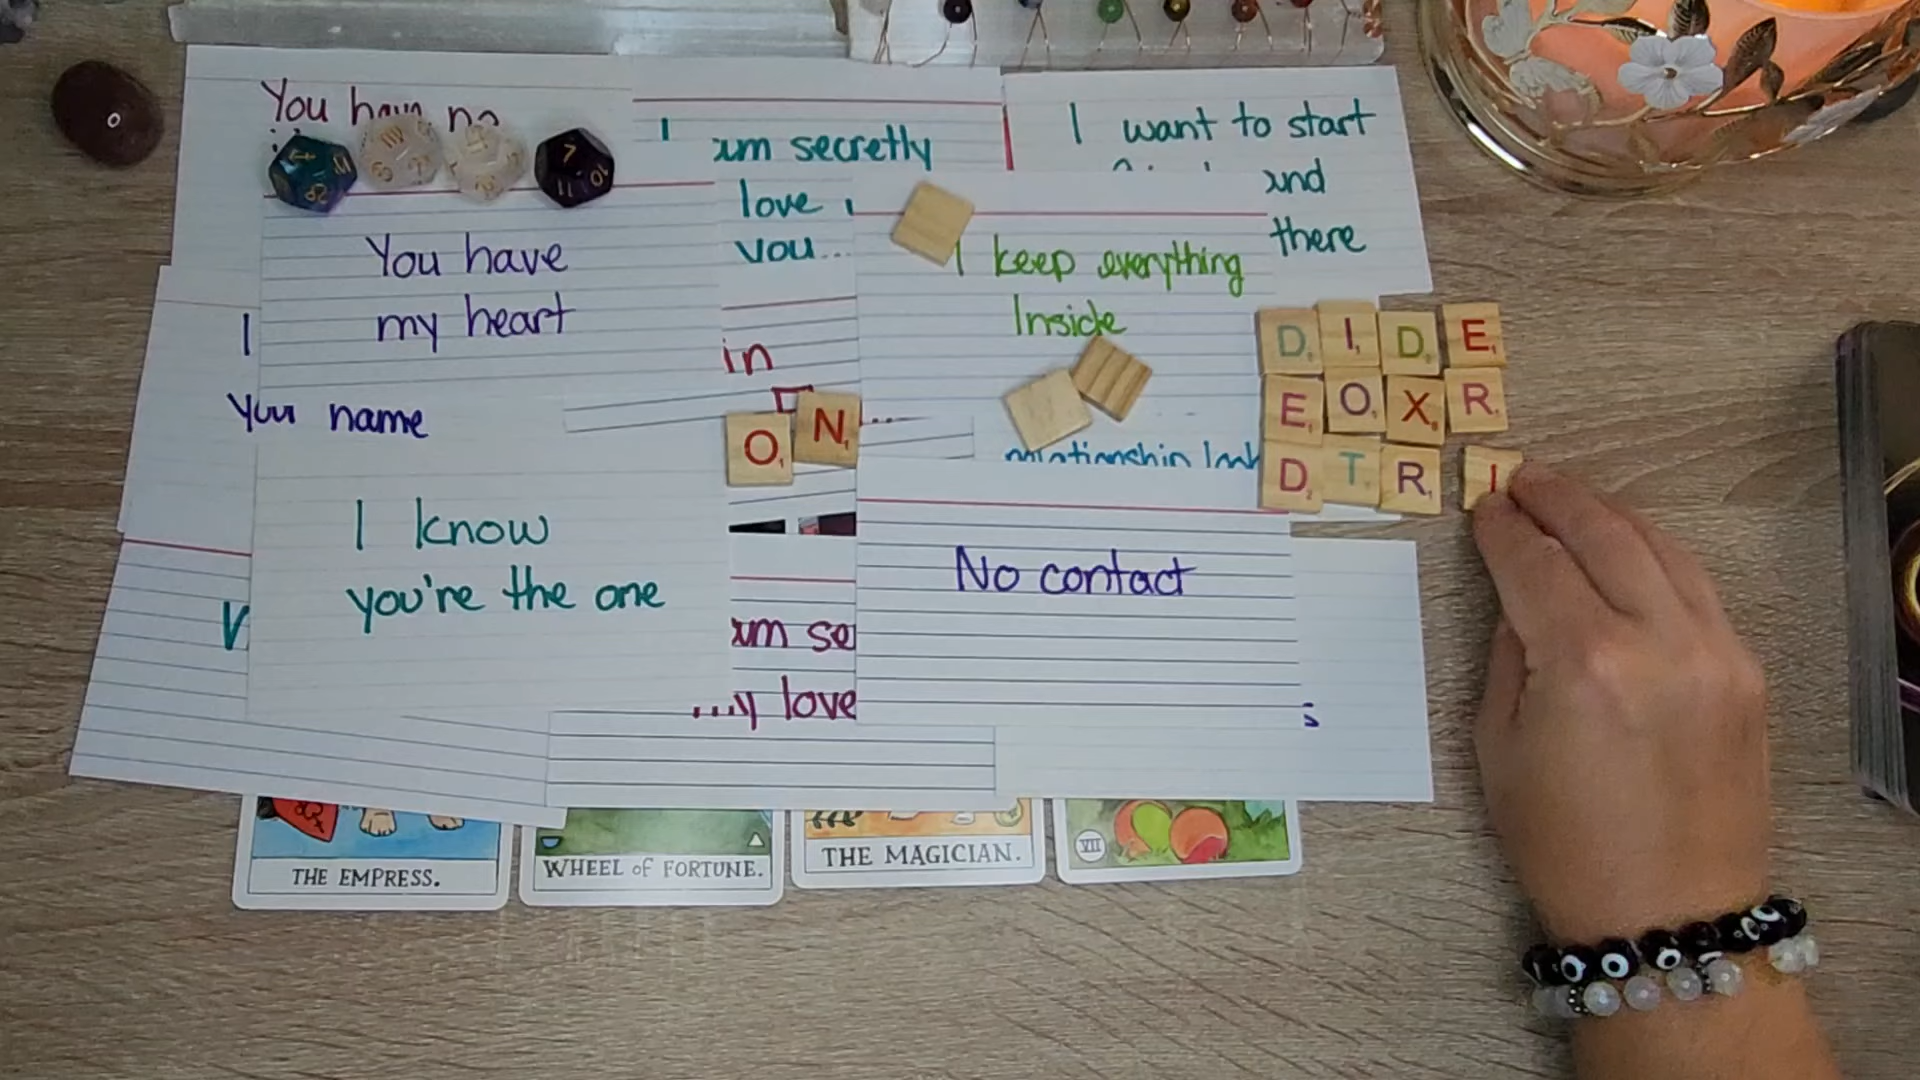 You have no
I am secretly
love
you...
I want to start
and
there
You have
my heart
I keep everything
Inside
in
I
your name
O N
D I D E
E O X R
D T R I
I know
you're the one
No contact
am se
...y love
THE EMPRESS.
WHEEL of FORTUNE.
THE MAGICIAN.
VII